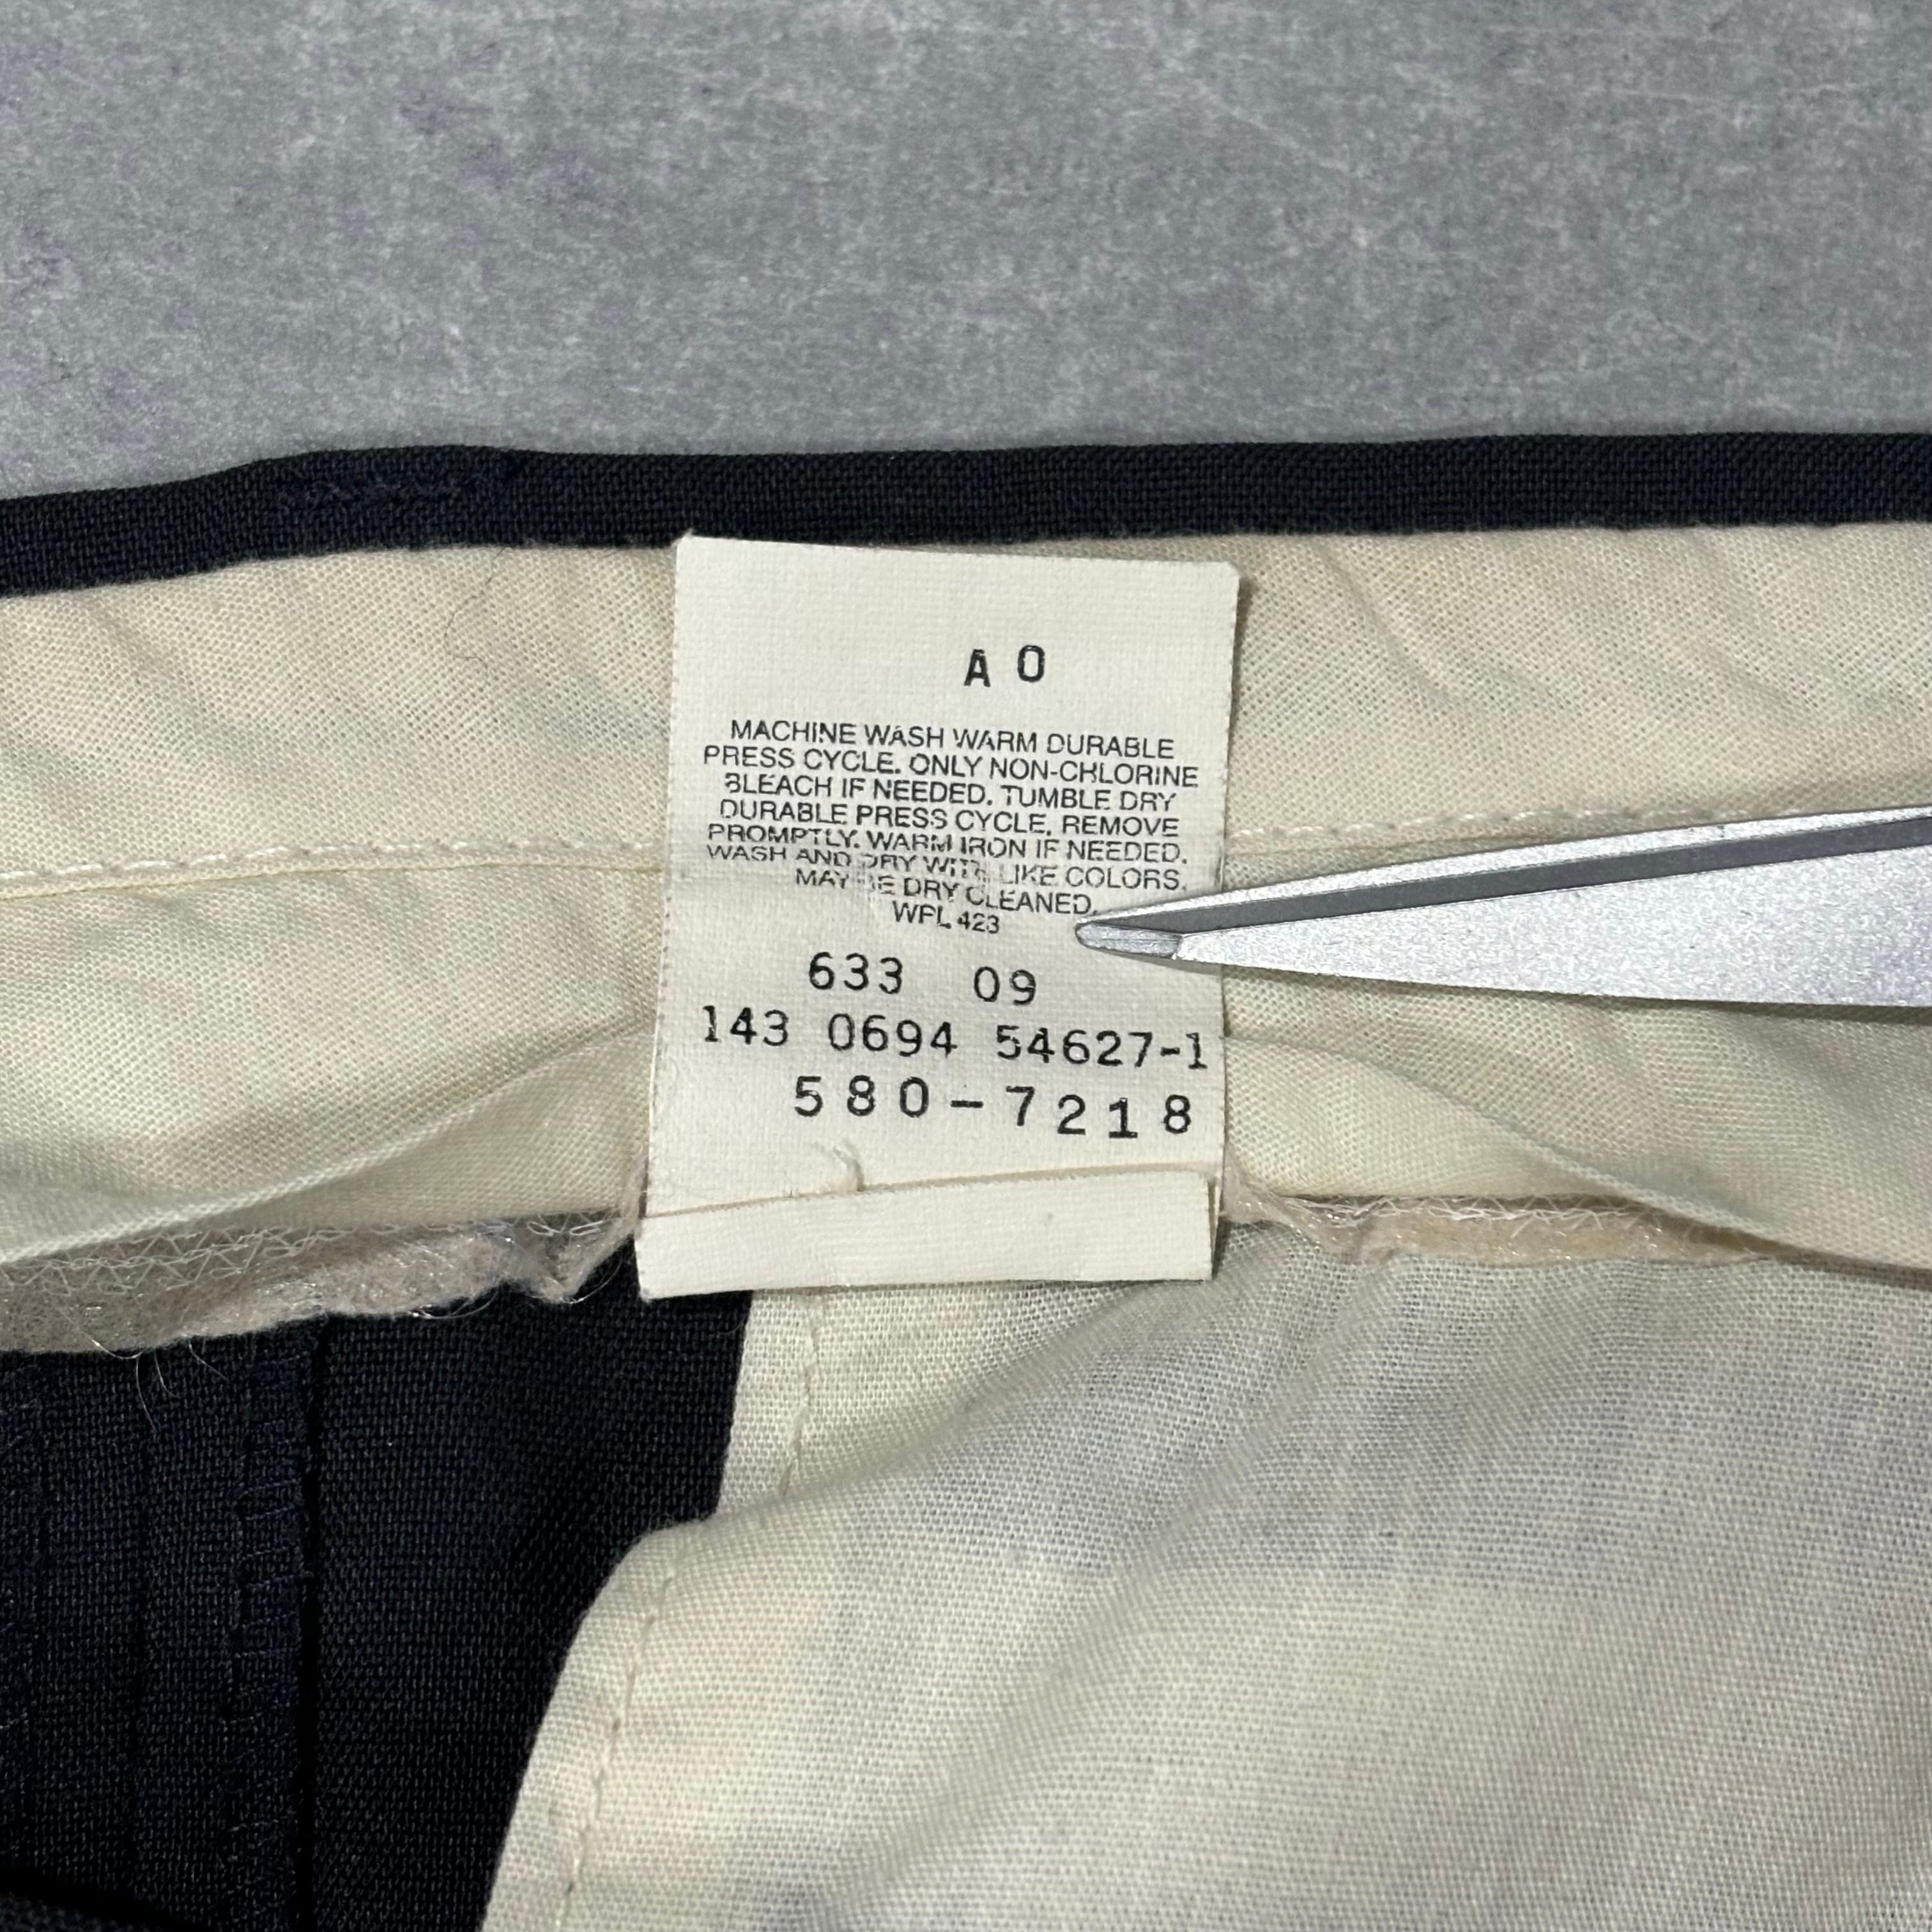 A 0
MACHINE WASH WARM DURABLE
PRESS CYCLE. ONLY NON-CHLORINE
BLEACH IF NEEDED. TUMBLE DRY
DURABLE PRESS CYCLE. REMOVE
PROMPTLY. WARM IRON IF NEEDED.
WASH AND DRY WITH LIKE COLORS.
MAY BE DRY CLEANED.
WPL 423
633 09
143 0694 54627-1
580-7218